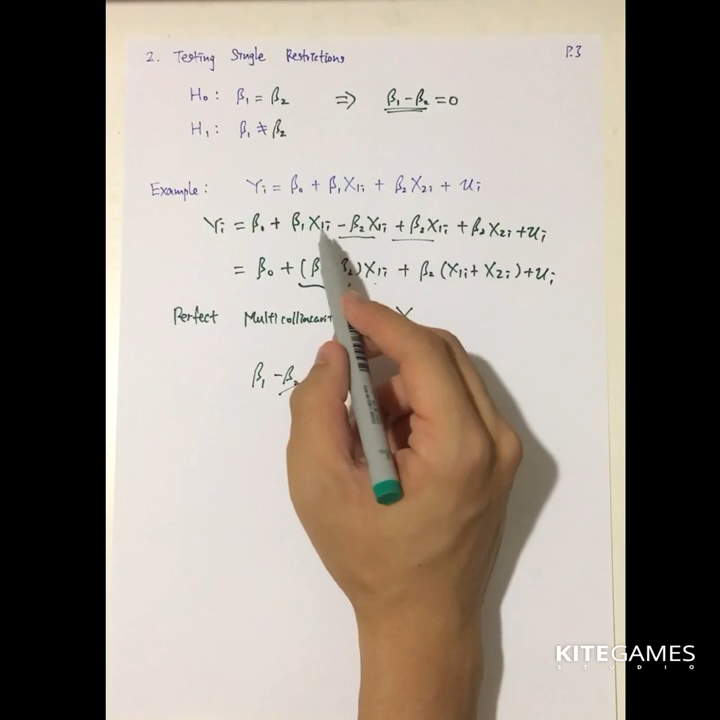 2. Testing Single Restrictions P.3
H₀: β₁ = β₂ ⇒ β₁ - β₂ = 0
H₁: β₁ ≠ β₂
Example: Yi = β₀ + β₁X₁i + β₂X₂i + ui
Yi = β₀ + β₁X₁i - β₂X₁i + β₂X₁i + β₂X₂i + ui
= β₀ + (β β₂)X₁i + β₂(X₁i + X₂i) + ui
Perfect X
β₁ - β₂
KITEGAMES
STUDIO